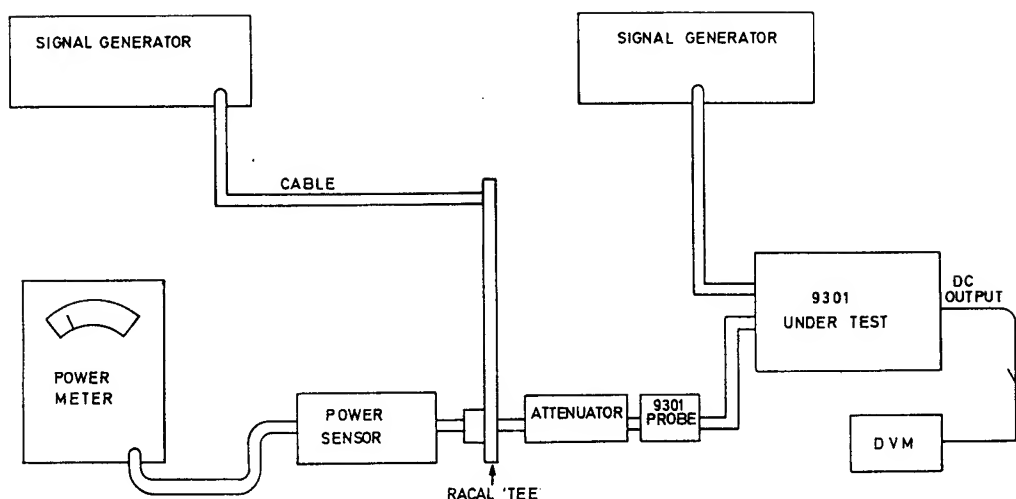 SIGNAL GENERATOR
SIGNAL GENERATOR
CABLE
9301
UNDER TEST
DC
OUTPUT
POWER
METER
POWER
SENSOR
ATTENUATOR
9301
PROBE
DVM
RACAL 'TEE'